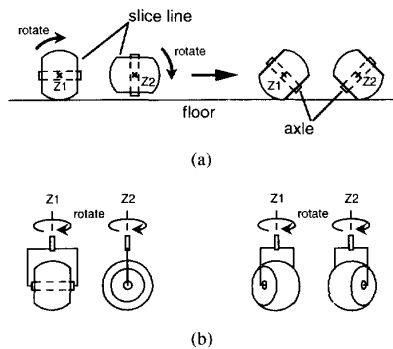 slice line
rotate
rotate
Z1
Z2
Z1
Z2
floor
axle
(a)
Z1
Z2
Z1
Z2
rotate
rotate
(b)